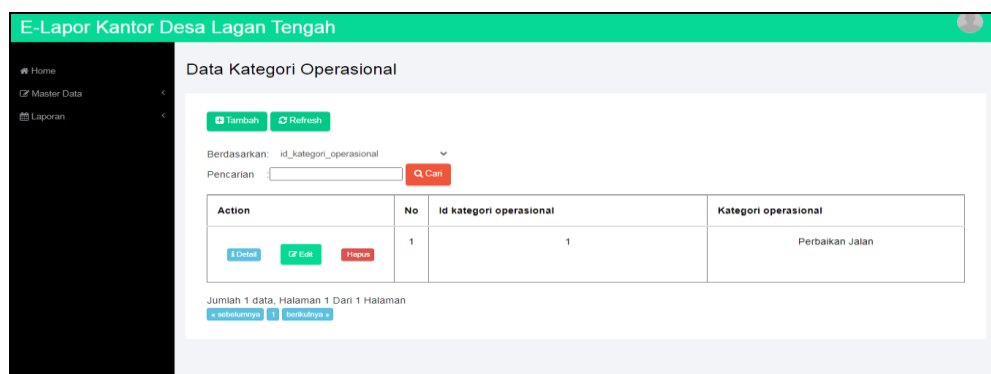 E-Lapor Kantor Desa Lagan Tengah
Home
Master Data
Laporan
Data Kategori Operasional
Tambah Refresh
Berdasarkan: id_kategori_operasional
Pencarian : Cari
Action No Id kategori operasional Kategori operasional
Detail Edit Hapus 1 1 Perbaikan Jalan
Jumlah 1 data, Halaman 1 Dari 1 Halaman
« sebelumnya 1 berikutnya »